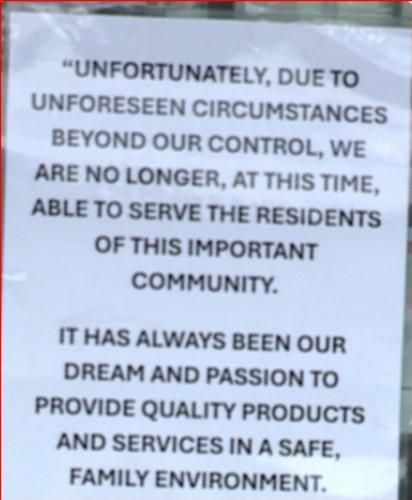 “UNFORTUNATELY, DUE TO
UNFORESEEN CIRCUMSTANCES
BEYOND OUR CONTROL, WE
ARE NO LONGER, AT THIS TIME,
ABLE TO SERVE THE RESIDENTS
OF THIS IMPORTANT
COMMUNITY.
IT HAS ALWAYS BEEN OUR
DREAM AND PASSION TO
PROVIDE QUALITY PRODUCTS
AND SERVICES IN A SAFE,
FAMILY ENVIRONMENT.